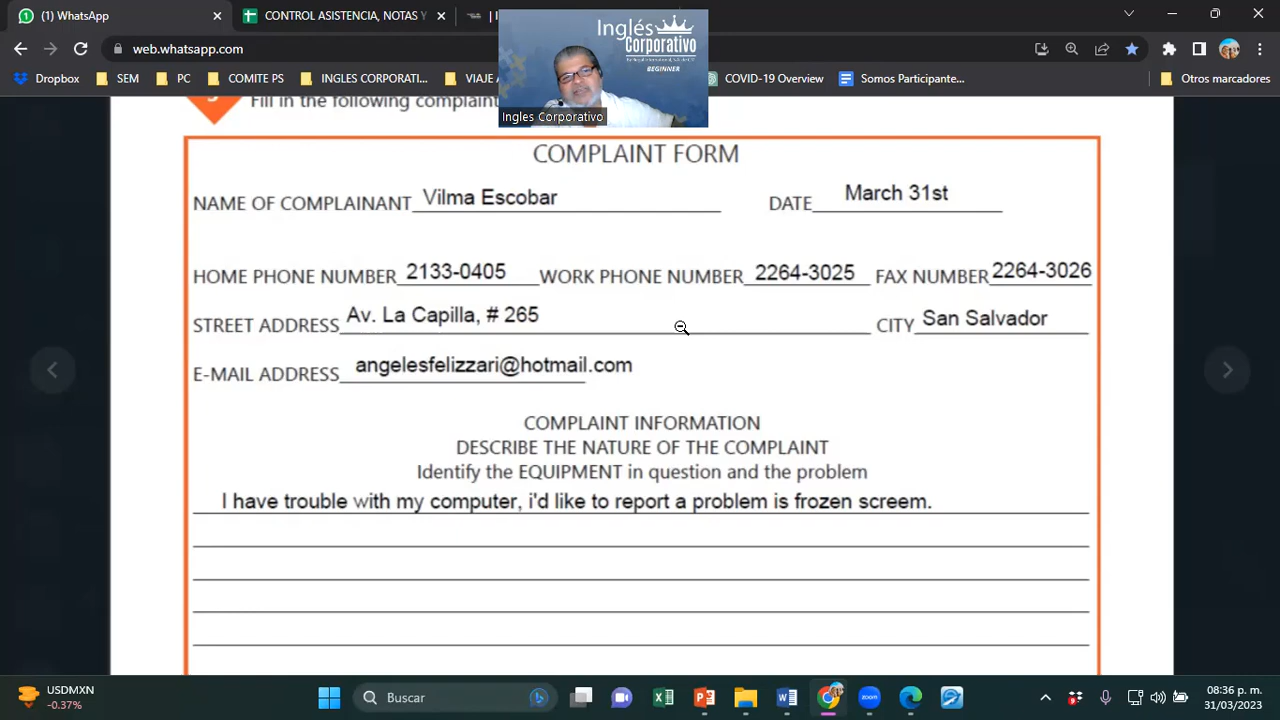 (1) WhatsApp
CONTROL ASISTENCIA, NOTAS Y
web.whatsapp.com
Dropbox SEM PC COMITE PS INGLES CORPORATI VIAJE COVID-19 Overview Somos Participante... Otros marcadores
Inglés
Corporativo
BEGINNER
Ingles Corporativo
Fill in the following complaint
COMPLAINT FORM
NAME OF COMPLAINANT Vilma Escobar DATE March 31st
HOME PHONE NUMBER 2133-0405 WORK PHONE NUMBER 2264-3025 FAX NUMBER 2264-3026
STREET ADDRESS Av. La Capilla, # 265 CITY San Salvador
E-MAIL ADDRESS angelesfelizzari@hotmail.com
COMPLAINT INFORMATION
DESCRIBE THE NATURE OF THE COMPLAINT
Identify the EQUIPMENT in question and the problem
I have trouble with my computer, i'd like to report a problem is frozen screem.
USDMXN
-0.37%
Buscar
08:36 p. m.
31/03/2023